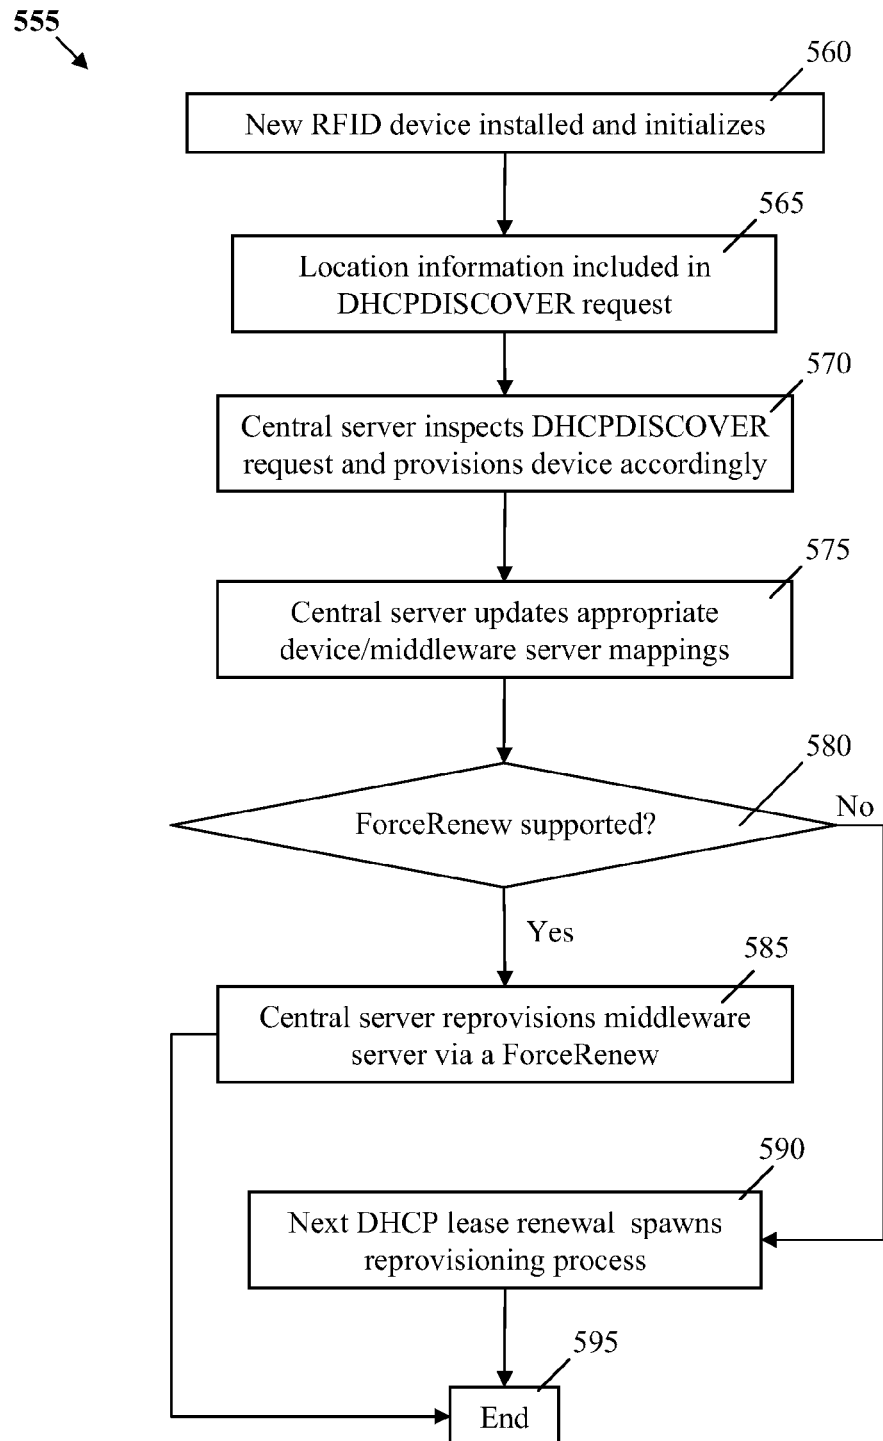 555
560
New RFID device installed and initializes
565
Location information included in
DHCPDISCOVER request
570
Central server inspects DHCPDISCOVER
request and provisions device accordingly
575
Central server updates appropriate
device/middleware server mappings
580
ForceRenew supported?
No
Yes
585
Central server reprovisions middleware
server via a ForceRenew
590
Next DHCP lease renewal spawns
reprovisioning process
595
End